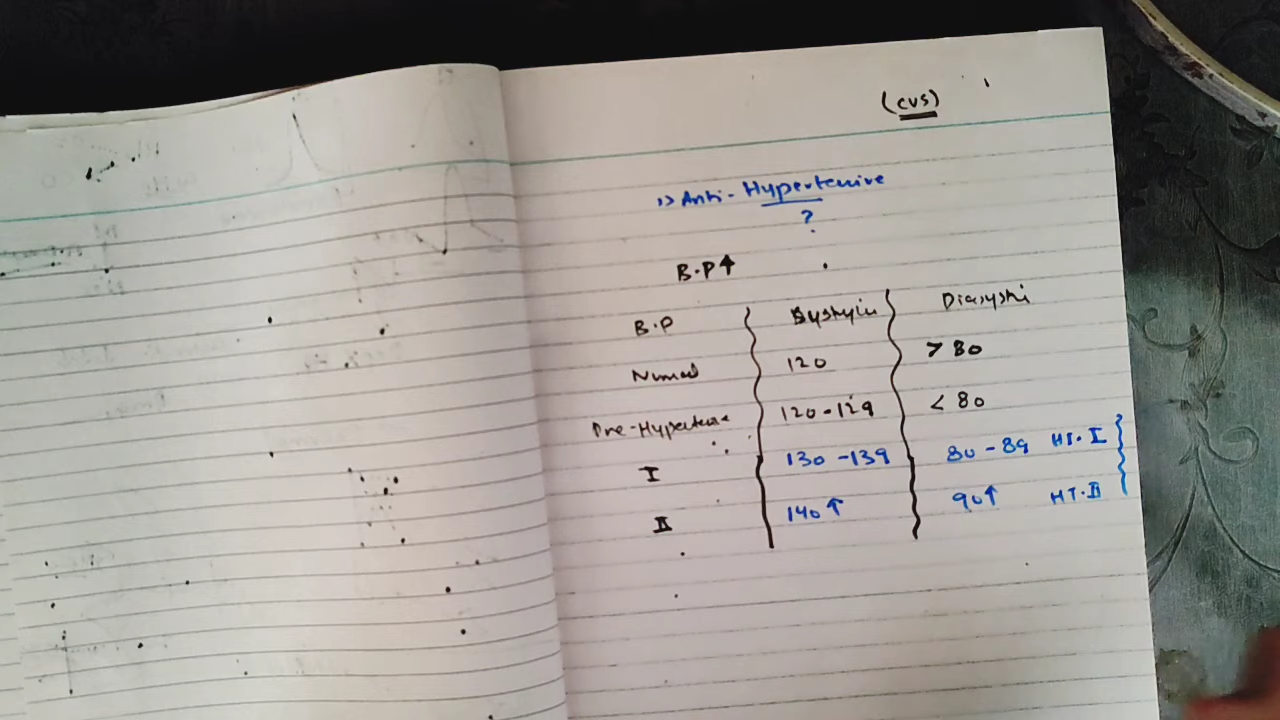 (CVS)
>> Anti-Hypertensive
?
B.P↑
B.P Systolic Diasystolic
Normal 120 > 80
Pre-Hypertensive 120-129 < 80
I 130-139 80-89 HT.I
II 140↑ 90↑ HT.II